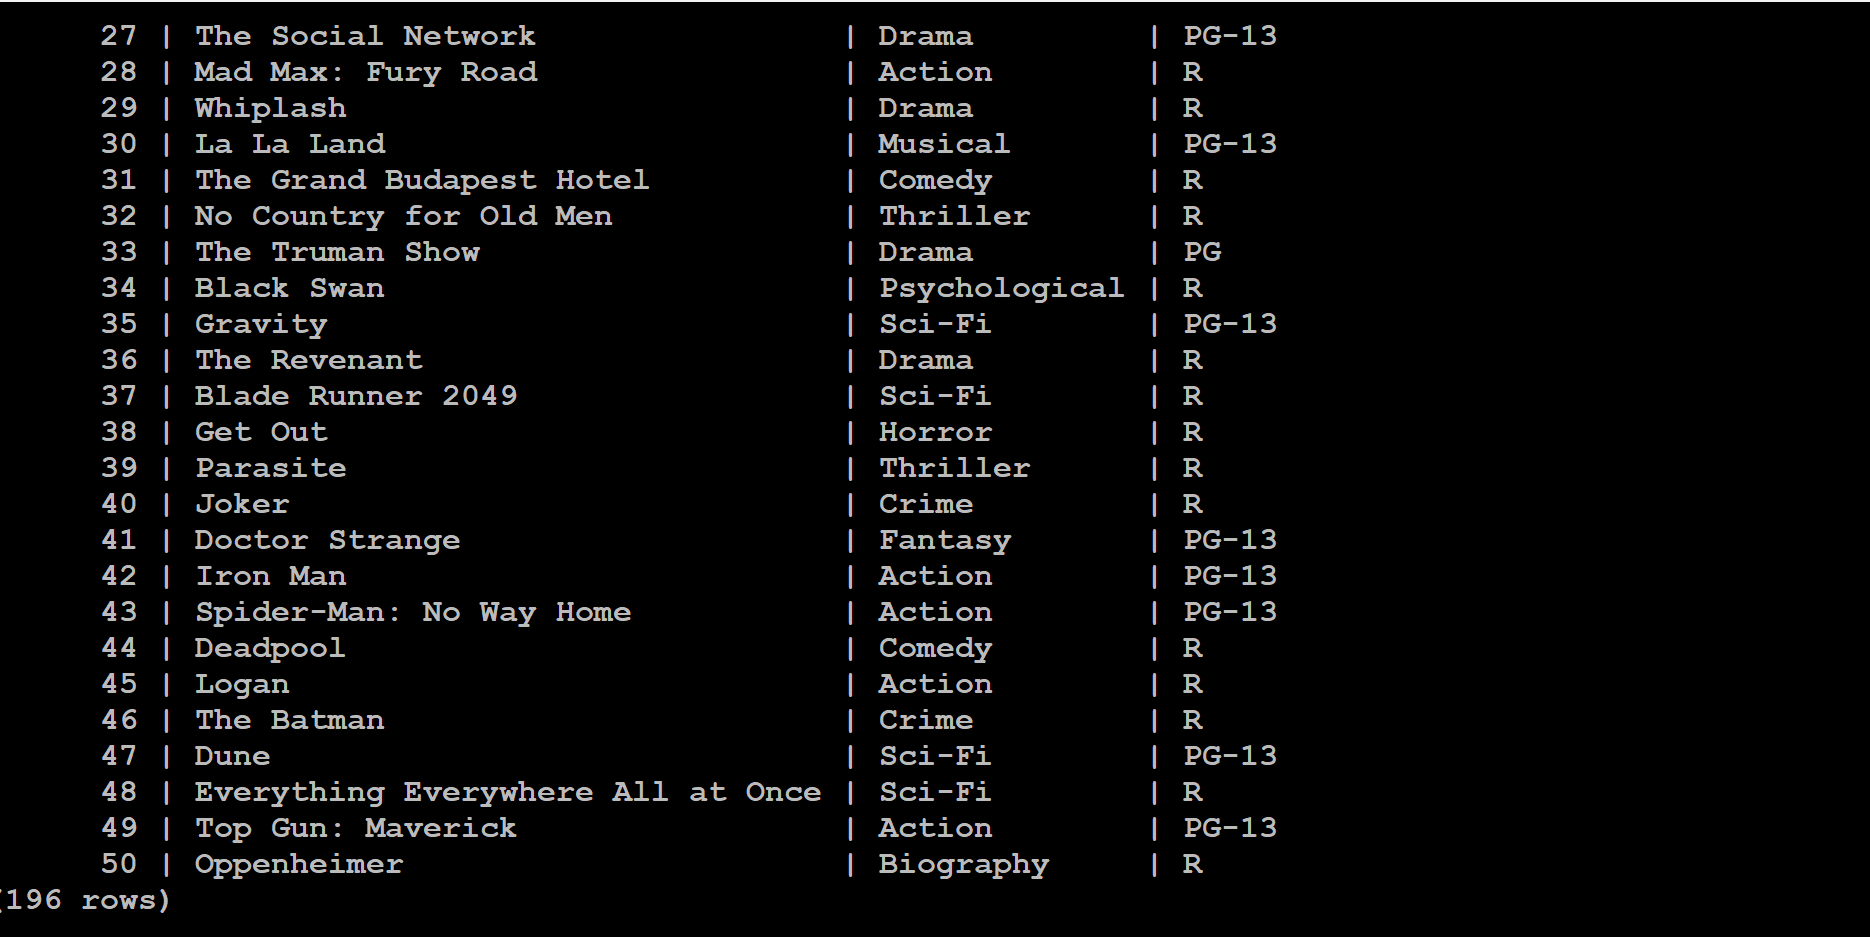 27 | The Social Network | Drama | PG-13
28 | Mad Max: Fury Road | Action | R
29 | Whiplash | Drama | R
30 | La La Land | Musical | PG-13
31 | The Grand Budapest Hotel | Comedy | R
32 | No Country for Old Men | Thriller | R
33 | The Truman Show | Drama | PG
34 | Black Swan | Psychological | R
35 | Gravity | Sci-Fi | PG-13
36 | The Revenant | Drama | R
37 | Blade Runner 2049 | Sci-Fi | R
38 | Get Out | Horror | R
39 | Parasite | Thriller | R
40 | Joker | Crime | R
41 | Doctor Strange | Fantasy | PG-13
42 | Iron Man | Action | PG-13
43 | Spider-Man: No Way Home | Action | PG-13
44 | Deadpool | Comedy | R
45 | Logan | Action | R
46 | The Batman | Crime | R
47 | Dune | Sci-Fi | PG-13
48 | Everything Everywhere All at Once | Sci-Fi | R
49 | Top Gun: Maverick | Action | PG-13
50 | Oppenheimer | Biography | R
(196 rows)